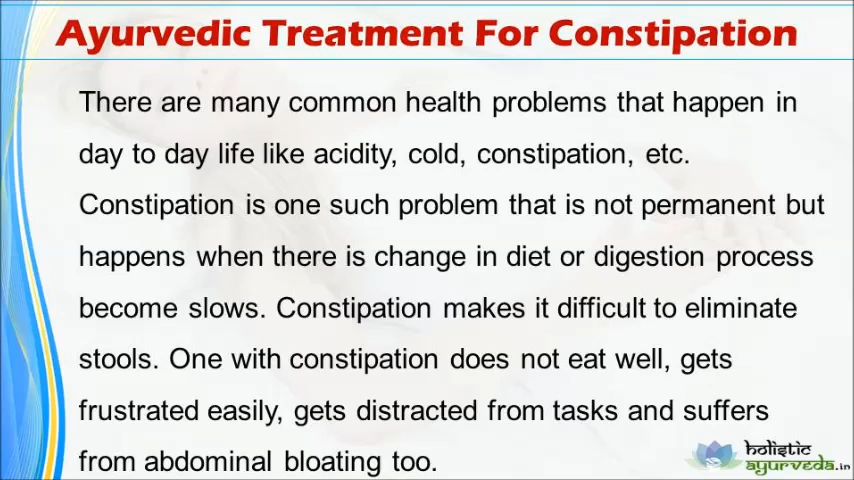 Ayurvedic Treatment For Constipation
There are many common health problems that happen in
day to day life like acidity, cold, constipation, etc.
Constipation is one such problem that is not permanent but
happens when there is change in diet or digestion process
become slows. Constipation makes it difficult to eliminate
stools. One with constipation does not eat well, gets
frustrated easily, gets distracted from tasks and suffers
from abdominal bloating too.
holistic
ayurveda.in